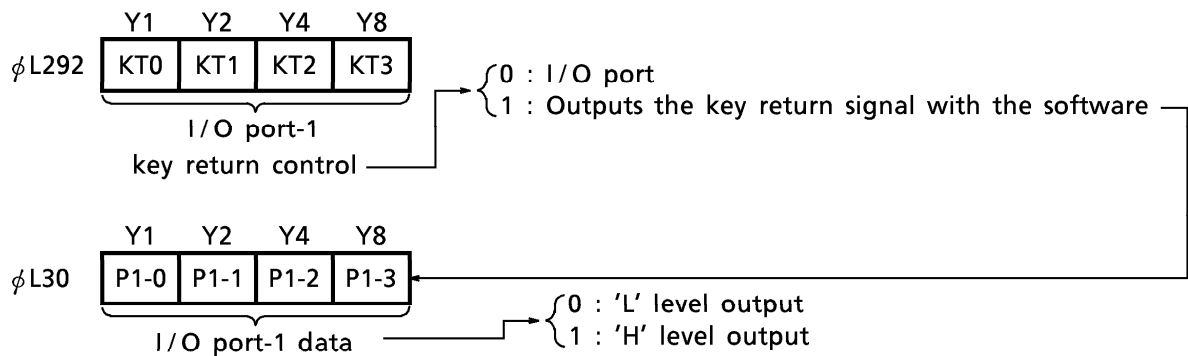 Y1 Y2 Y4 Y8
ϕL292 KT0 KT1 KT2 KT3
0 : I/O port
1 : Outputs the key return signal with the software
I/O port-1
key return control
Y1 Y2 Y4 Y8
ϕL30 P1-0 P1-1 P1-2 P1-3
0 : 'L' level output
1 : 'H' level output
I/O port-1 data